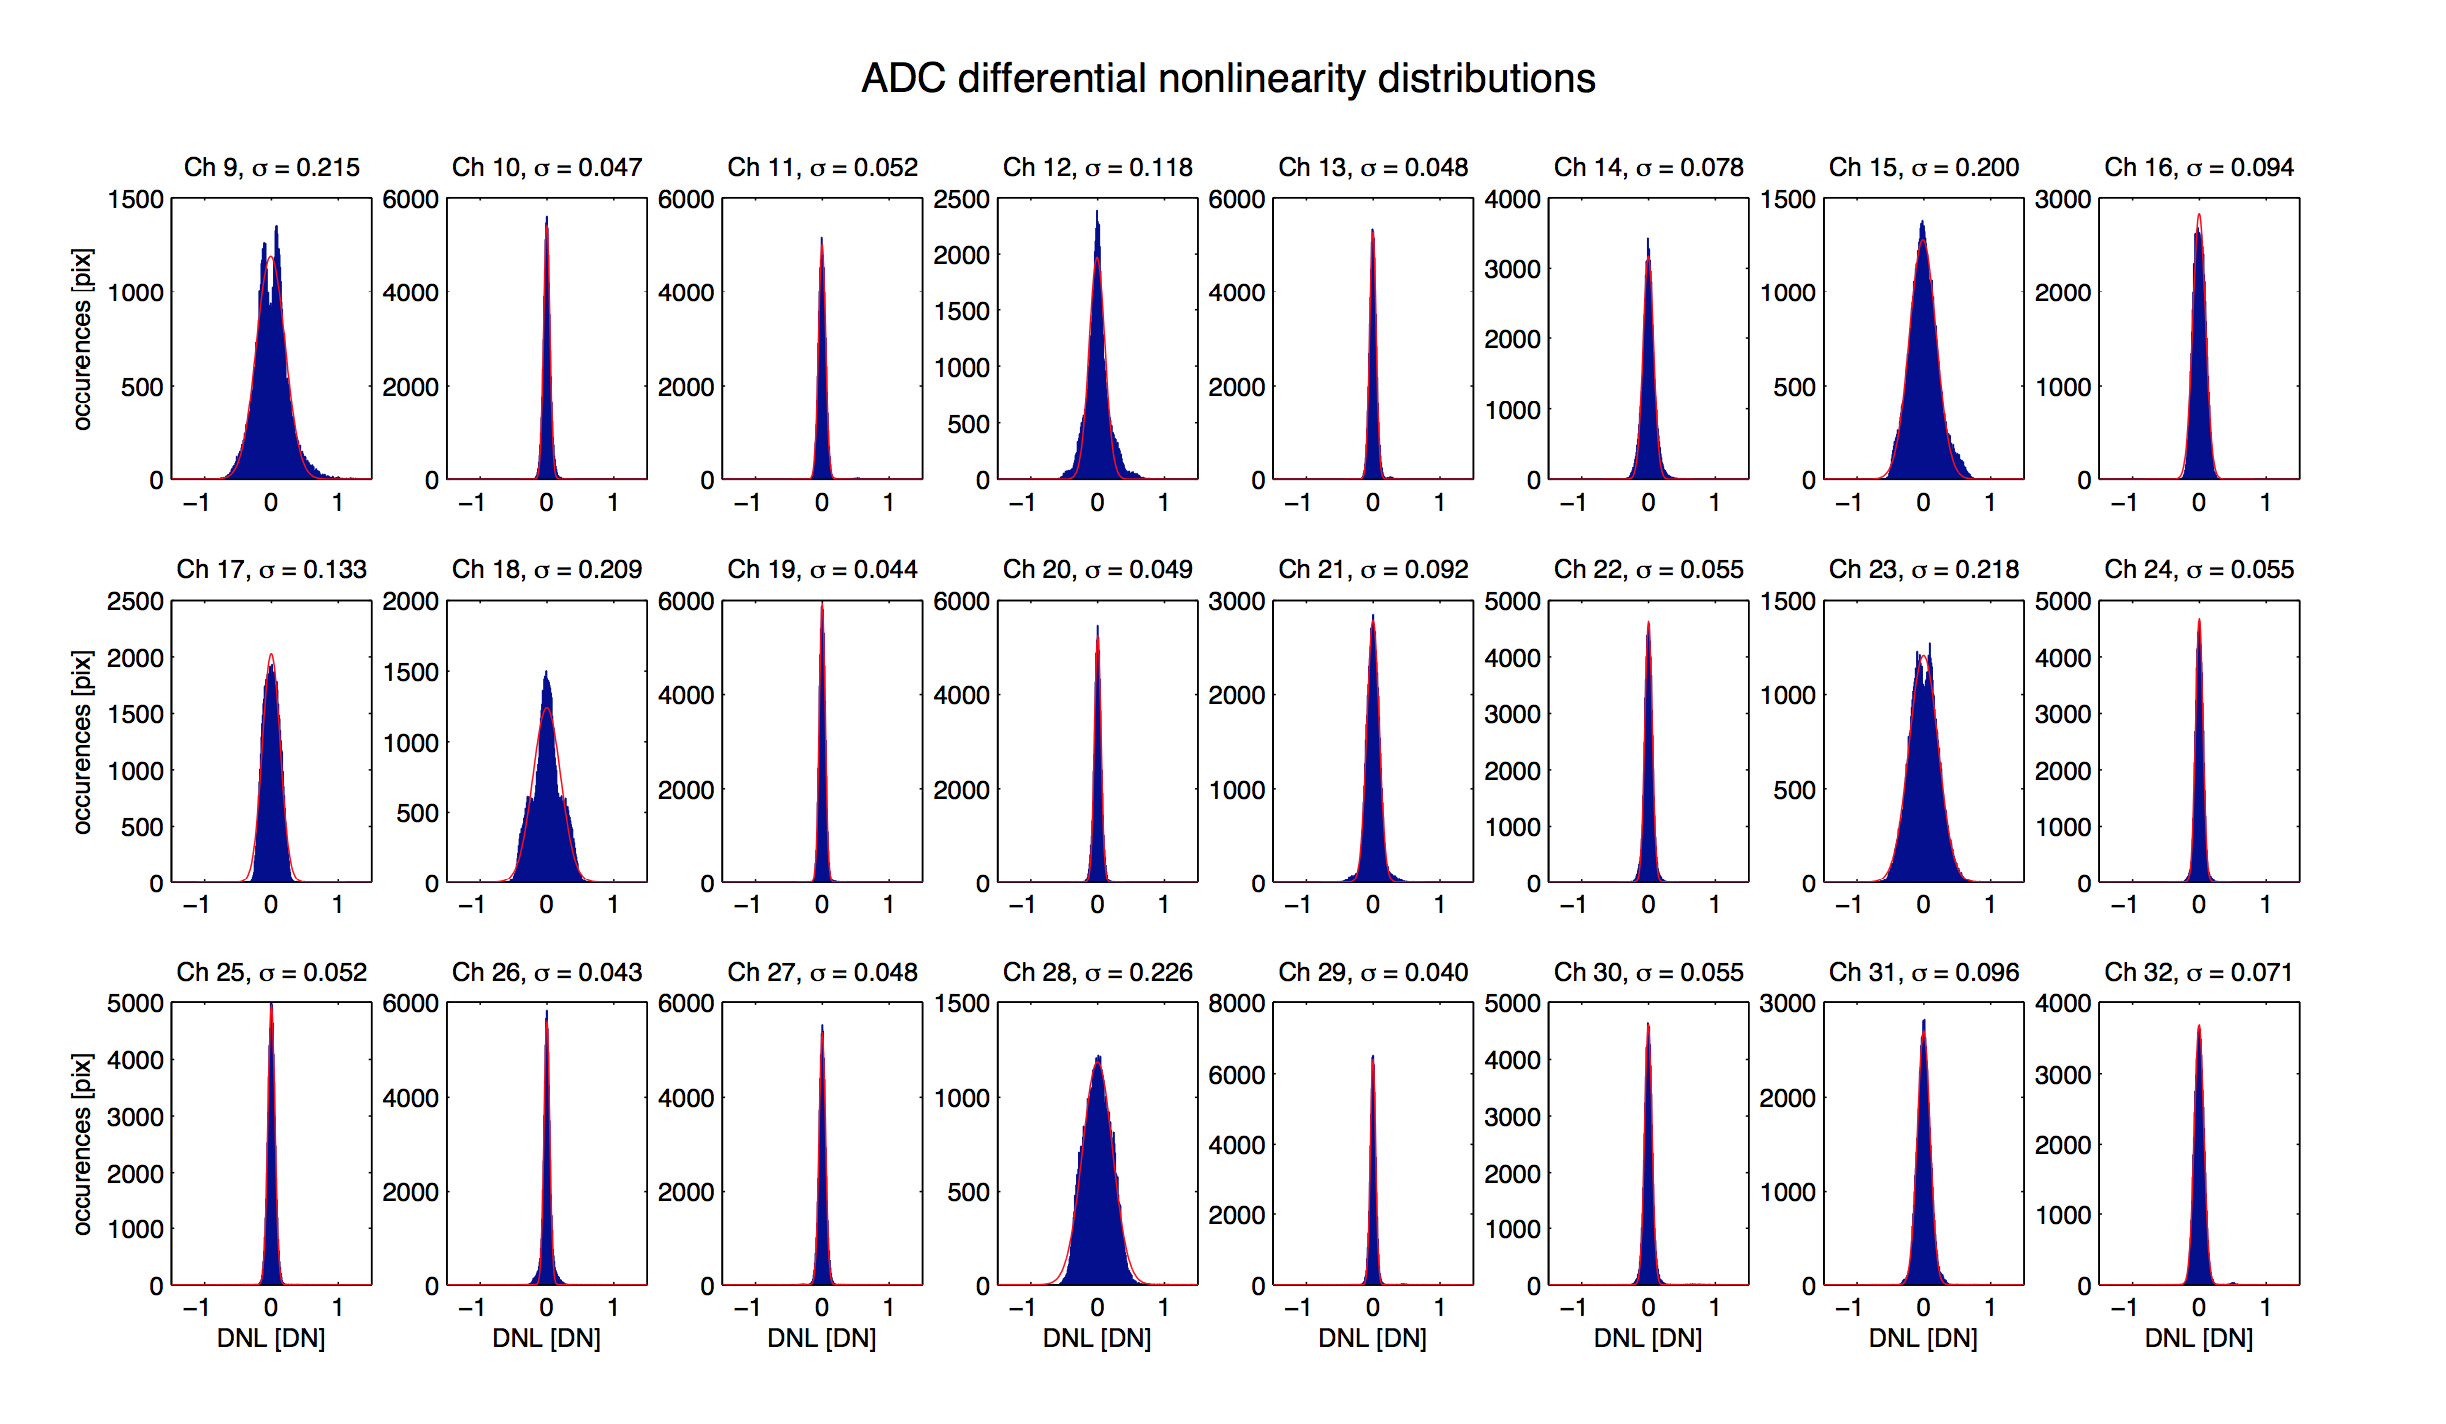 ADC differential nonlinearity distributions
Ch 9, σ = 0.215
Ch 10, σ = 0.047
Ch 11, σ = 0.052
Ch 12, σ = 0.118
Ch 13, σ = 0.048
Ch 14, σ = 0.078
Ch 15, σ = 0.200
Ch 16, σ = 0.094
occurences [pix]
1500 1000 500 0 −1 0 1
6000 4000 2000 0 −1 0 1
6000 4000 2000 0 −1 0 1
2500 2000 1500 1000 500 0 −1 0 1
6000 4000 2000 0 −1 0 1
4000 3000 2000 1000 0 −1 0 1
1500 1000 500 0 −1 0 1
3000 2000 1000 0 −1 0 1
Ch 17, σ = 0.133
Ch 18, σ = 0.209
Ch 19, σ = 0.044
Ch 20, σ = 0.049
Ch 21, σ = 0.092
Ch 22, σ = 0.055
Ch 23, σ = 0.218
Ch 24, σ = 0.055
occurences [pix]
2500 2000 1500 1000 500 0 −1 0 1
2000 1500 1000 500 0 −1 0 1
6000 4000 2000 0 −1 0 1
6000 4000 2000 0 −1 0 1
3000 2000 1000 0 −1 0 1
5000 4000 3000 2000 1000 0 −1 0 1
1500 1000 500 0 −1 0 1
5000 4000 3000 2000 1000 0 −1 0 1
Ch 25, σ = 0.052
Ch 26, σ = 0.043
Ch 27, σ = 0.048
Ch 28, σ = 0.226
Ch 29, σ = 0.040
Ch 30, σ = 0.055
Ch 31, σ = 0.096
Ch 32, σ = 0.071
occurences [pix]
5000 4000 3000 2000 1000 0 −1 0 1
6000 4000 2000 0 −1 0 1
6000 4000 2000 0 −1 0 1
1500 1000 500 0 −1 0 1
8000 6000 4000 2000 0 −1 0 1
5000 4000 3000 2000 1000 0 −1 0 1
3000 2000 1000 0 −1 0 1
4000 3000 2000 1000 0 −1 0 1
DNL [DN]
DNL [DN]
DNL [DN]
DNL [DN]
DNL [DN]
DNL [DN]
DNL [DN]
DNL [DN]